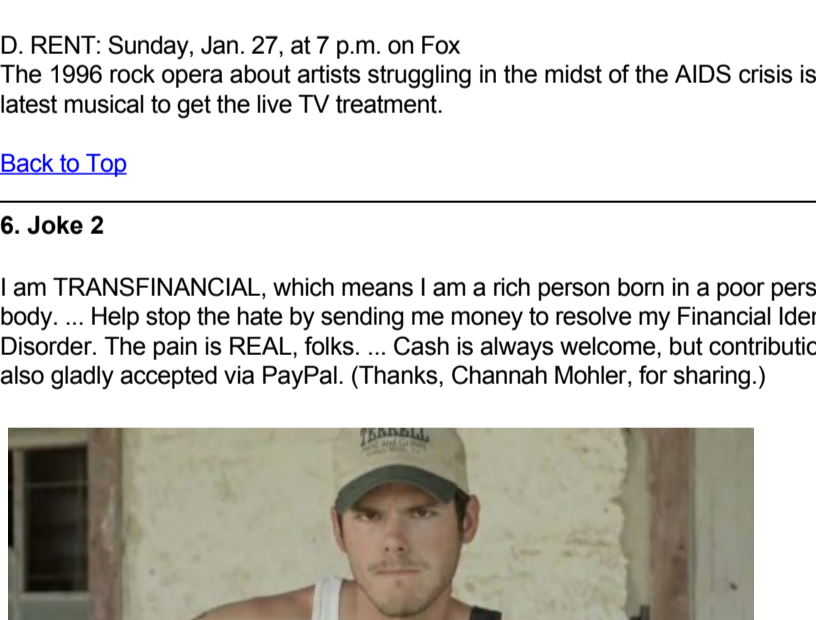 D. RENT: Sunday, Jan. 27, at 7 p.m. on Fox
The 1996 rock opera about artists struggling in the midst of the AIDS crisis is
latest musical to get the live TV treatment.
Back to Top
6. Joke 2
I am TRANSFINANCIAL, which means I am a rich person born in a poor pers
body. ... Help stop the hate by sending me money to resolve my Financial Iden
Disorder. The pain is REAL, folks. ... Cash is always welcome, but contributio
also gladly accepted via PayPal. (Thanks, Channah Mohler, for sharing.)
TERRELL